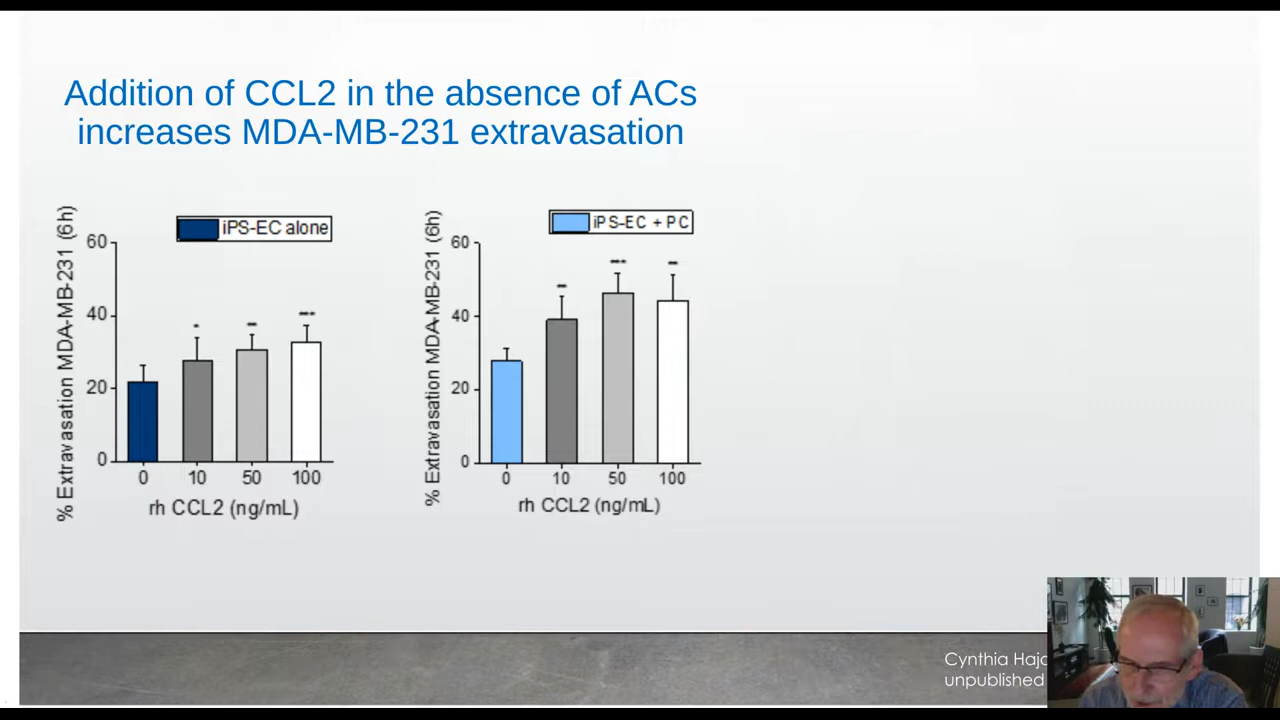 Addition of CCL2 in the absence of ACs
increases MDA-MB-231 extravasation
% Extravasation MDA-MB-231 (6h)
iPS-EC alone
60
40
20
0
*
**
***
0 10 50 100
rh CCL2 (ng/mL)
% Extravasation MDA-MB-231 (6h)
iPS-EC + PC
60
40
20
0
**
***
**
0 10 50 100
rh CCL2 (ng/mL)
Cynthia
unpublished